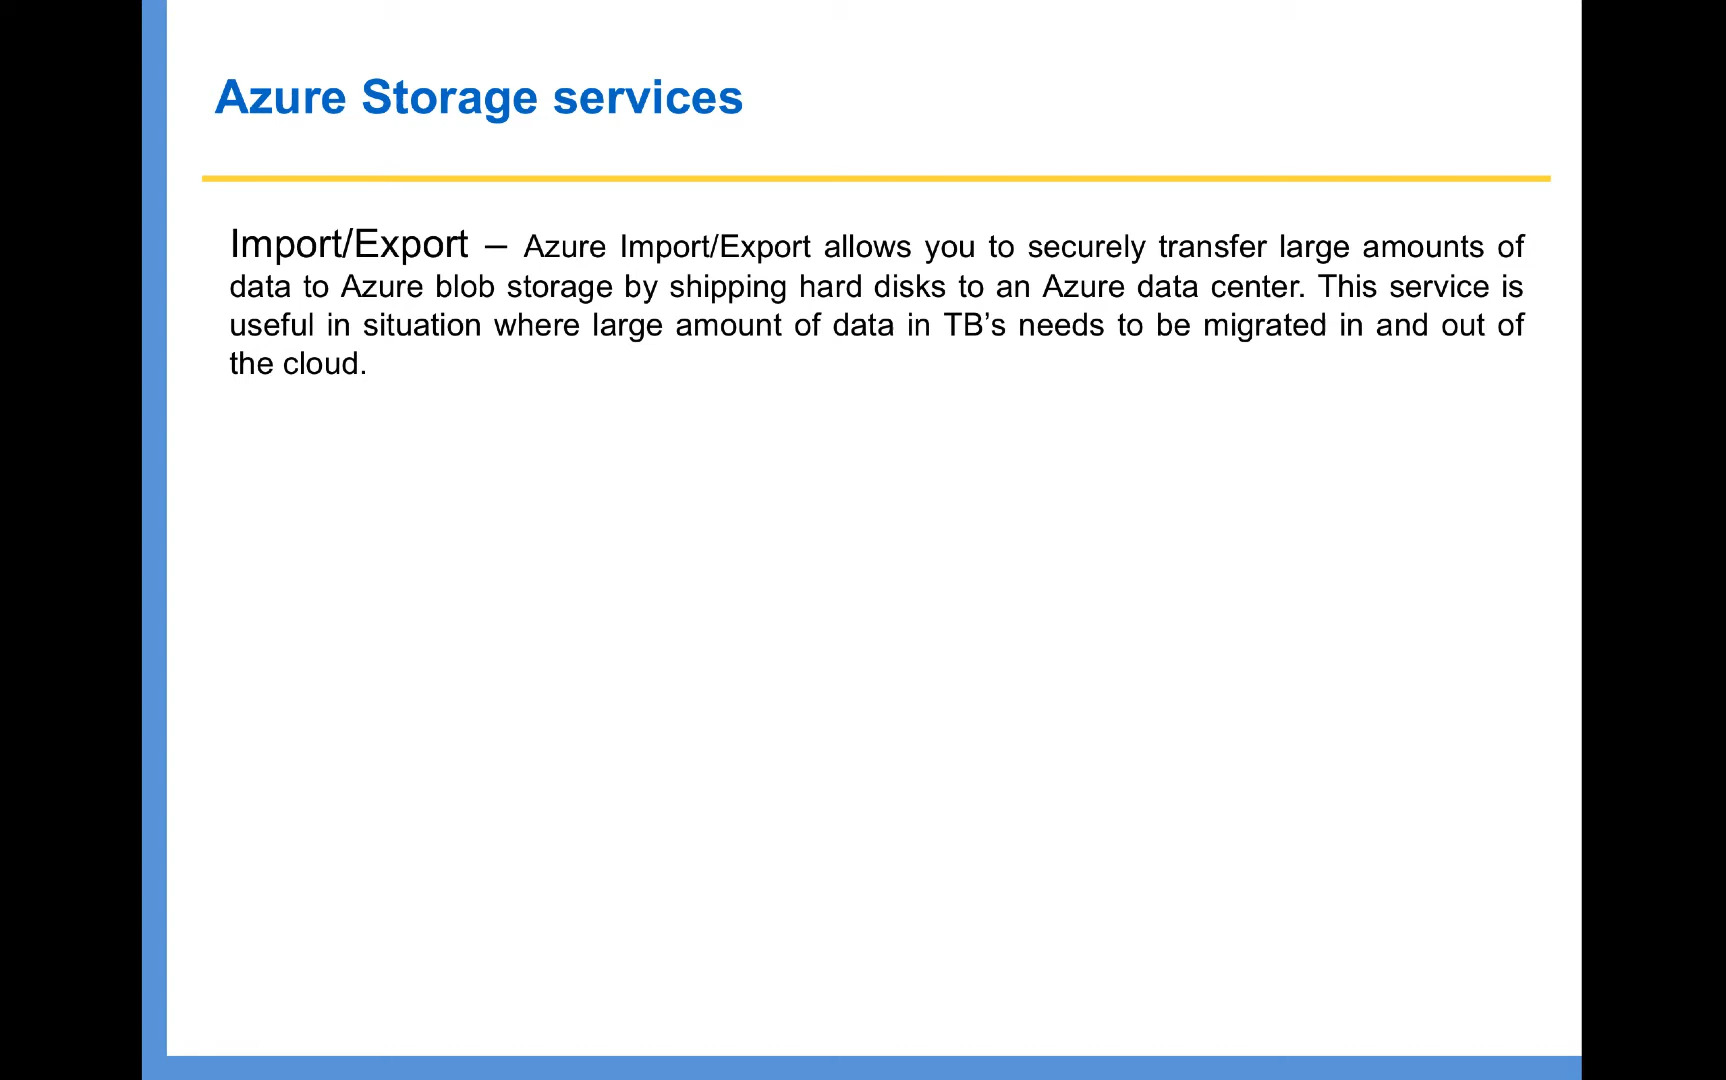 Azure Storage services
Import/Export – Azure Import/Export allows you to securely transfer large amounts of
data to Azure blob storage by shipping hard disks to an Azure data center. This service is
useful in situation where large amount of data in TB’s needs to be migrated in and out of
the cloud.